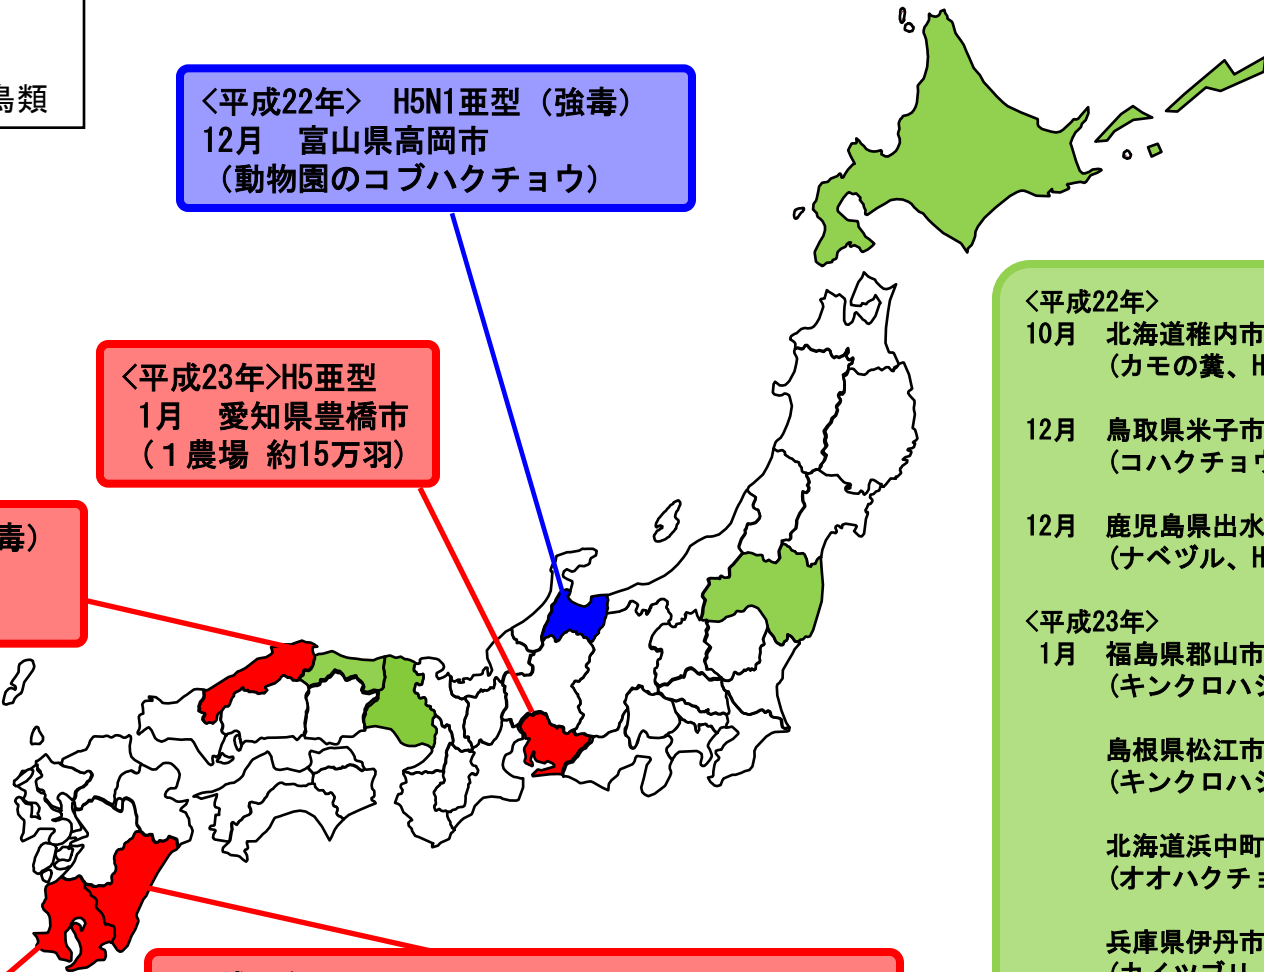 鳥類
<平成22年>　H5N1亜型（強毒）
12月　富山県高岡市
（動物園のコブハクチョウ）
<平成23年>H5亜型
1月　愛知県豊橋市
（１農場 約15万羽）
毒）
<平成22年>
10月　北海道稚内市
（カモの糞、H
12月　鳥取県米子市
（コハクチョウ
12月　鹿児島県出水
（ナベヅル、H
<平成23年>
1月　福島県郡山市
（キンクロハジ
島根県松江市
（キンクロハジ
北海道浜中町
（オオハクチョ
兵庫県伊丹市
（カイツブリ